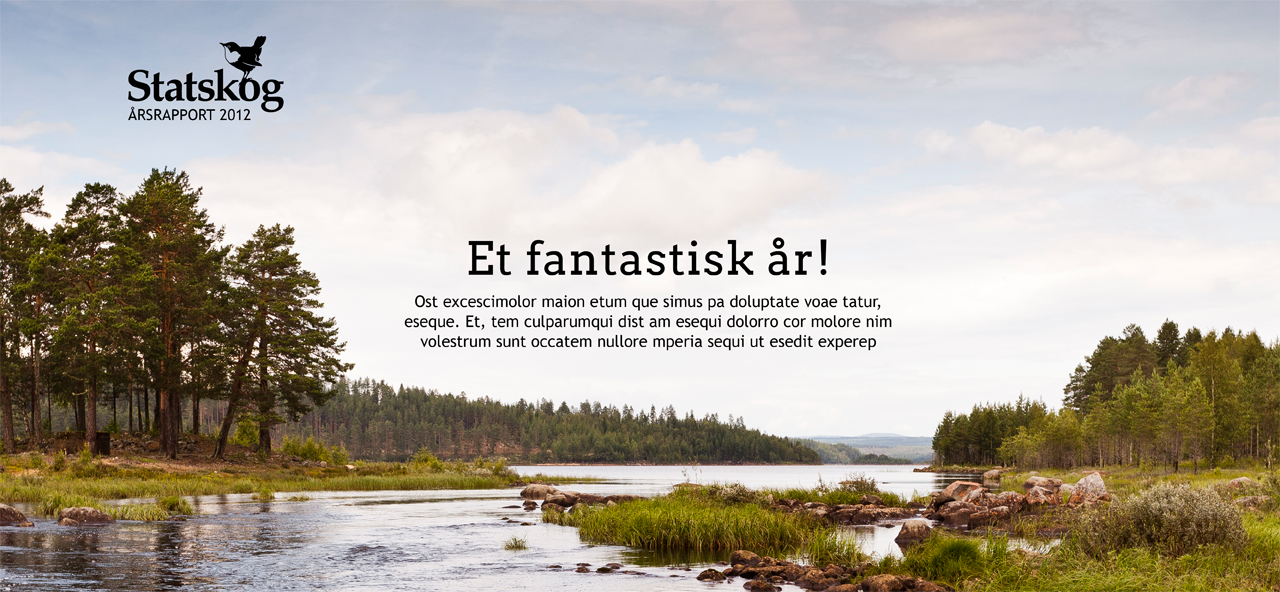 Statskog
ÅRSRAPPORT 2012
Et fantastisk år!
Ost excescimolor maion etum que simus pa doluptate voae tatur,
eseque. Et, tem culparumqui dist am esequi dolorro cor molore nim
volestrum sunt occatem nullore mperia sequi ut esedit experep